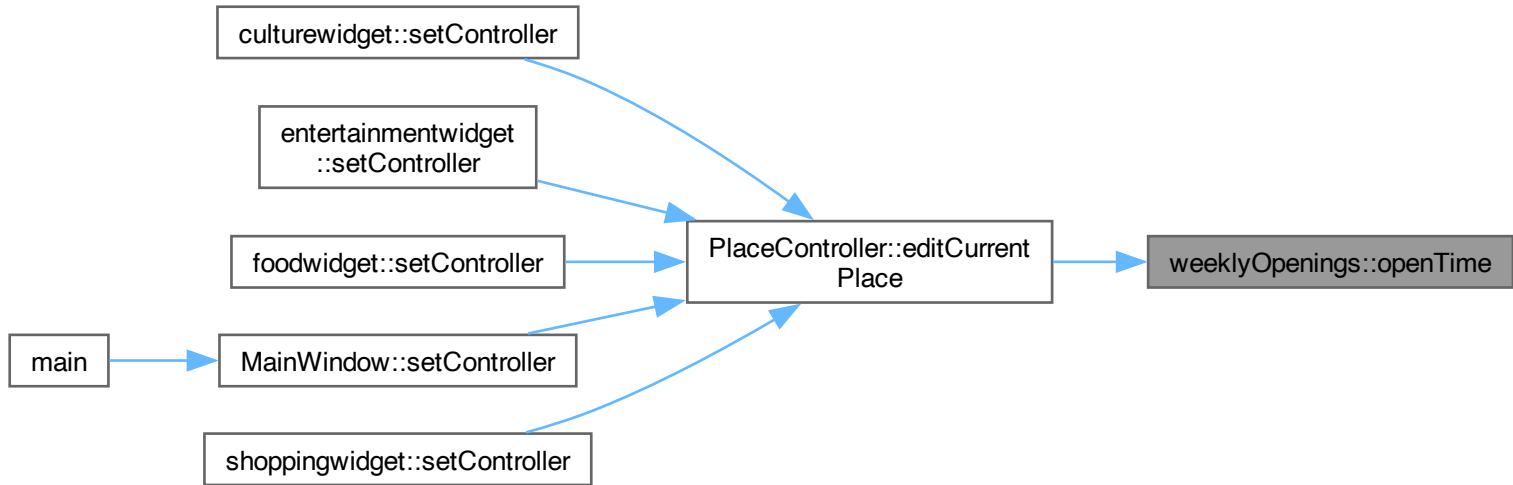 culturewidget::setController
entertainmentwidget
::setController
foodwidget::setController
main
MainWindow::setController
shoppingwidget::setController
PlaceController::editCurrent
Place
weeklyOpenings::openTime